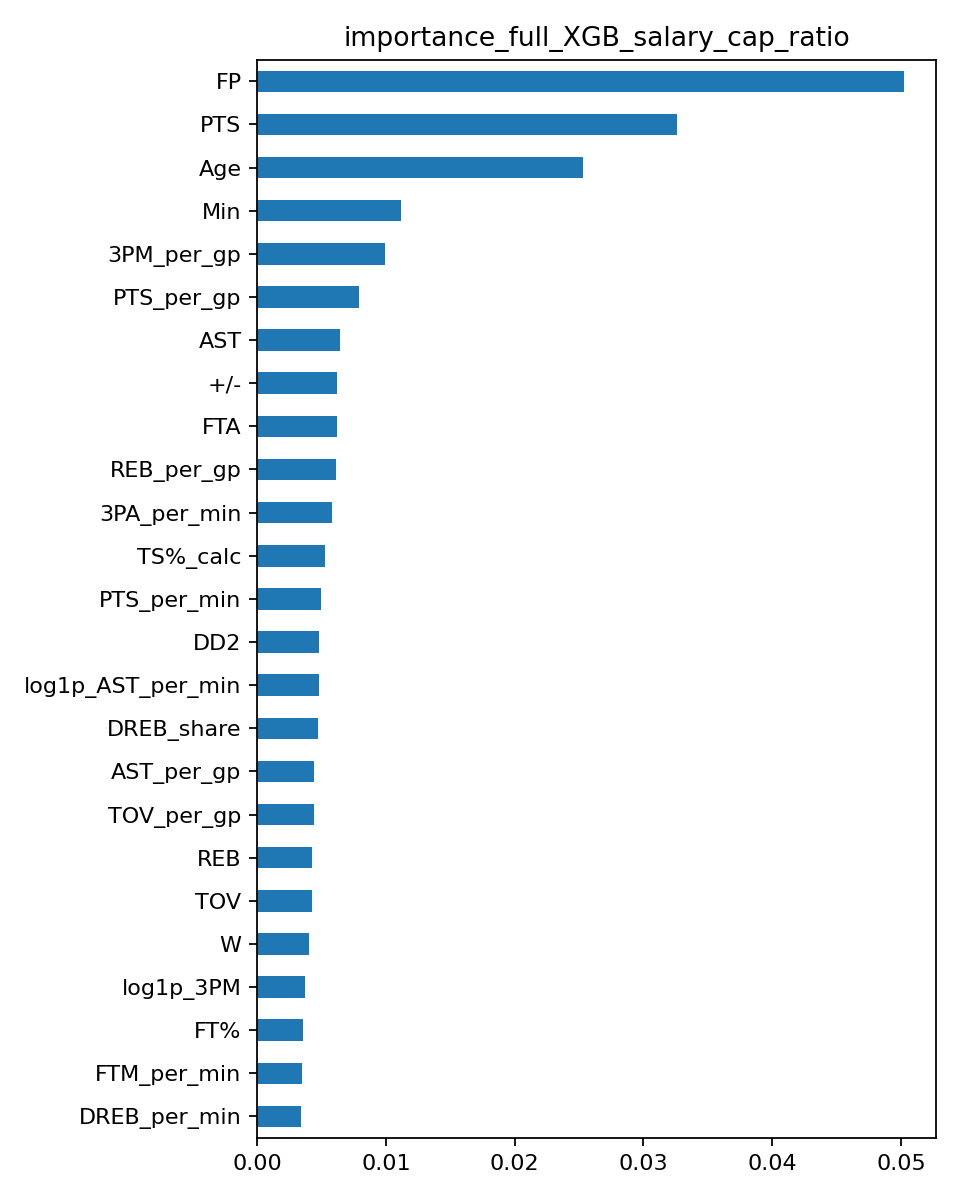 importance_full_XGB_salary_cap_ratio
FP
PTS
Age
Min
3PM_per_gp
PTS_per_gp
AST
+/-
FTA
REB_per_gp
3PA_per_min
TS%_calc
PTS_per_min
DD2
log1p_AST_per_min
DREB_share
AST_per_gp
TOV_per_gp
REB
TOV
W
log1p_3PM
FT%
FTM_per_min
DREB_per_min
0.00 0.01 0.02 0.03 0.04 0.05